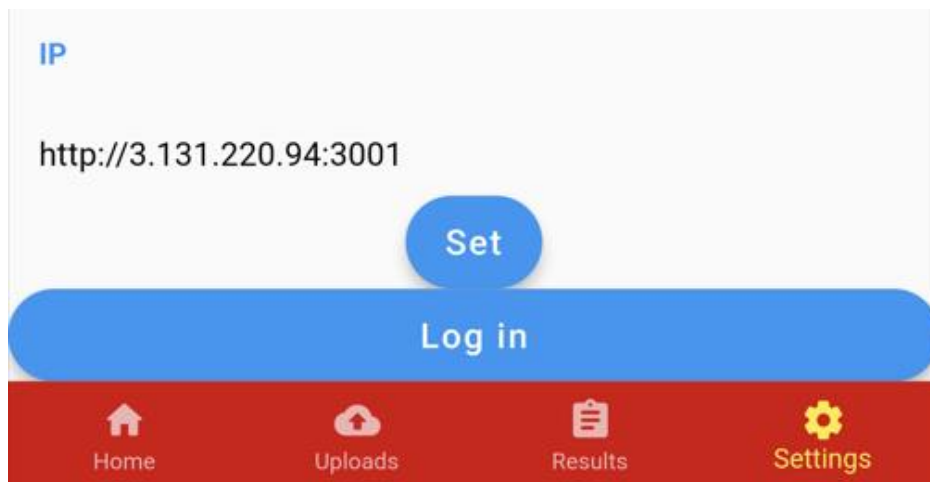 IP
http://3.131.220.94:3001
Set
Log in
Home Uploads Results Settings